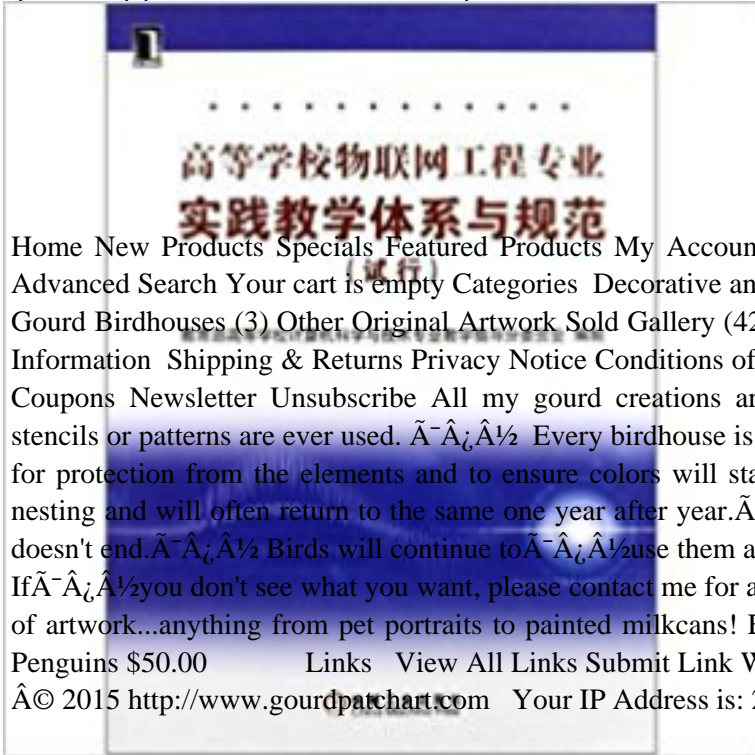 高等学校物联网工程专业
实践教学体系与规范
（试行）
Home New Products Specials Featured Products My Accoun
Advanced Search Your cart is empty Categories Decorative an
Gourd Birdhouses (3) Other Original Artwork Sold Gallery (42
Information Shipping & Returns Privacy Notice Conditions of
Coupons Newsletter Unsubscribe All my gourd creations ar
stencils or patterns are ever used. Ã¯Â¿Â½ Every birdhouse is
for protection from the elements and to ensure colors will sta
nesting and will often return to the same one year after year.Ã
doesn't end.Ã¯Â¿Â½ Birds will continue toÃ¯Â¿Â½use them a
IfÃ¯Â¿Â½you don't see what you want, please contact me for a
of artwork...anything from pet portraits to painted milkcans!
Penguins $50.00 Links View All Links Submit Link W
Â© 2015 http://www.gourdpatchart.com Your IP Address is: 2